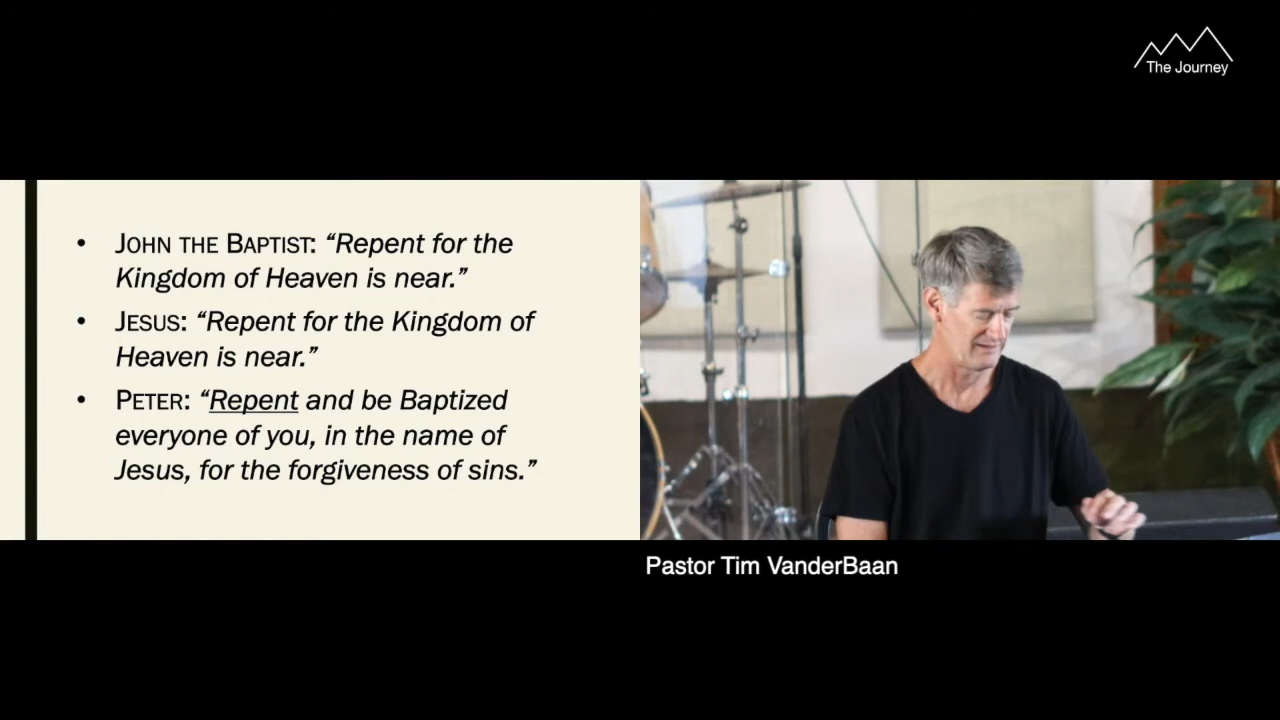 The Journey
• JOHN THE BAPTIST: “Repent for the
Kingdom of Heaven is near.”
• JESUS: “Repent for the Kingdom of
Heaven is near.”
• PETER: “Repent and be Baptized
everyone of you, in the name of
Jesus, for the forgiveness of sins.”
Pastor Tim VanderBaan